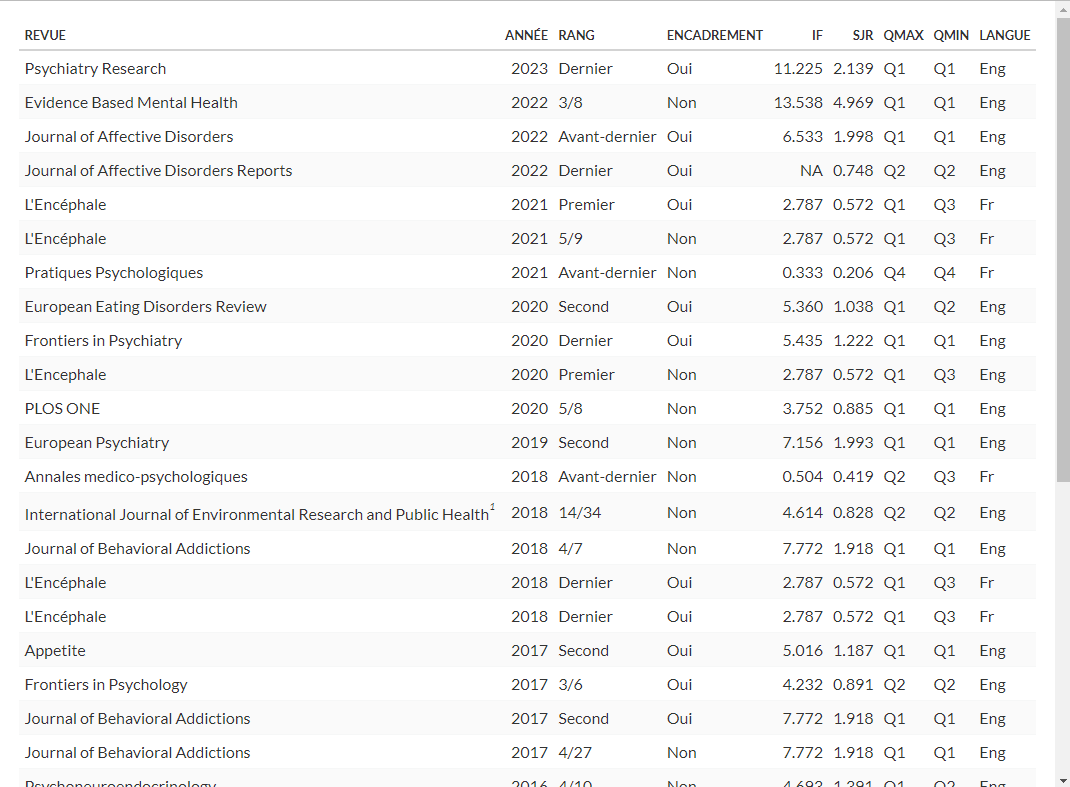 REVUE ANNÉE RANG ENCADREMENT IF SJR QMAX QMIN LANGUE
Psychiatry Research 2023 Dernier Oui 11.225 2.139 Q1 Q1 Eng
Evidence Based Mental Health 2022 3/8 Non 13.538 4.969 Q1 Q1 Eng
Journal of Affective Disorders 2022 Avant-dernier Oui 6.533 1.998 Q1 Q1 Eng
Journal of Affective Disorders Reports 2022 Dernier Oui NA 0.748 Q2 Q2 Eng
L'Encéphale 2021 Premier Oui 2.787 0.572 Q1 Q3 Fr
L'Encéphale 2021 5/9 Non 2.787 0.572 Q1 Q3 Fr
Pratiques Psychologiques 2021 Avant-dernier Non 0.333 0.206 Q4 Q4 Fr
European Eating Disorders Review 2020 Second Oui 5.360 1.038 Q1 Q2 Eng
Frontiers in Psychiatry 2020 Dernier Oui 5.435 1.222 Q1 Q1 Eng
L'Encephale 2020 Premier Non 2.787 0.572 Q1 Q3 Eng
PLOS ONE 2020 5/8 Non 3.752 0.885 Q1 Q1 Eng
European Psychiatry 2019 Second Non 7.156 1.993 Q1 Q1 Eng
Annales medico-psychologiques 2018 Avant-dernier Non 0.504 0.419 Q2 Q3 Fr
International Journal of Environmental Research and Public Health1 2018 14/34 Non 4.614 0.828 Q2 Q2 Eng
Journal of Behavioral Addictions 2018 4/7 Non 7.772 1.918 Q1 Q1 Eng
L'Encéphale 2018 Dernier Oui 2.787 0.572 Q1 Q3 Fr
L'Encéphale 2018 Dernier Oui 2.787 0.572 Q1 Q3 Fr
Appetite 2017 Second Oui 5.016 1.187 Q1 Q1 Eng
Frontiers in Psychology 2017 3/6 Oui 4.232 0.891 Q2 Q2 Eng
Journal of Behavioral Addictions 2017 Second Oui 7.772 1.918 Q1 Q1 Eng
Journal of Behavioral Addictions 2017 4/27 Non 7.772 1.918 Q1 Q1 Eng
Psychoneuroendocrinology 2016 4/10 Non 4.693 1.391 Q1 Q2 Eng